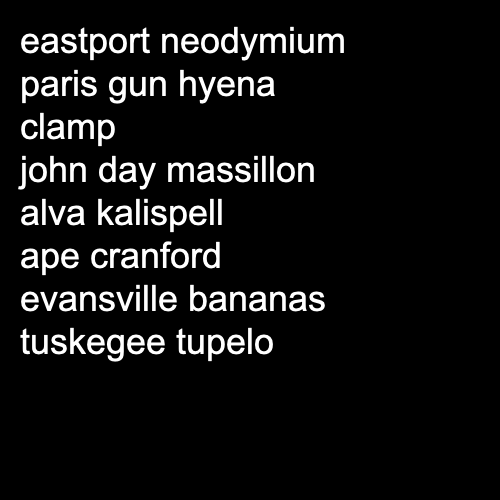 eastport neodymium
paris gun hyena
clamp
john day massillon
alva kalispell
ape cranford
evansville bananas
tuskegee tupelo